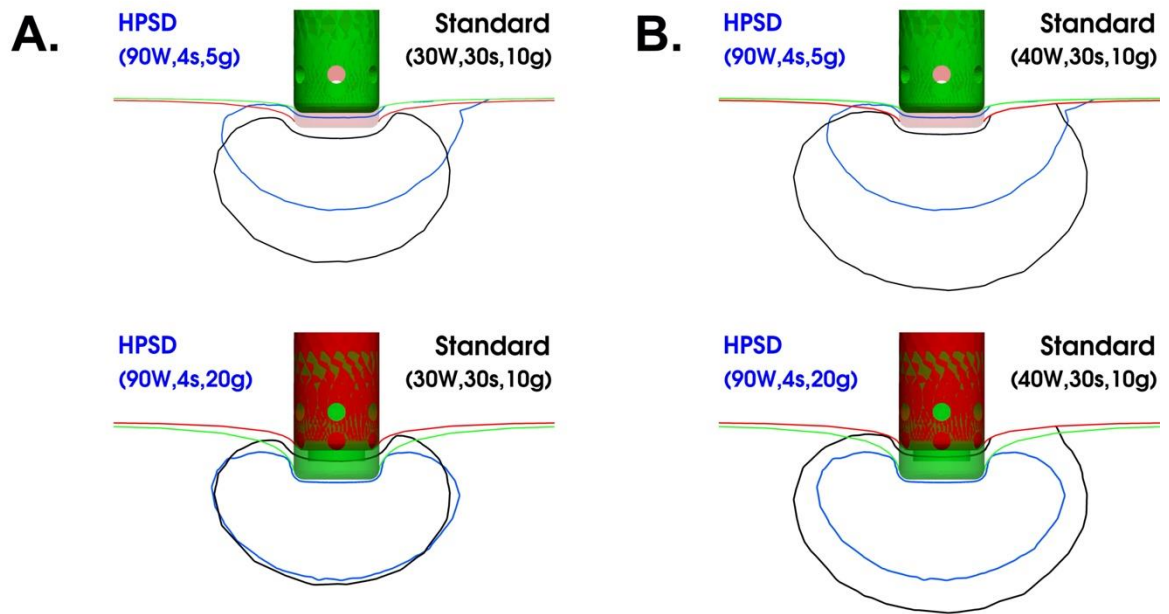 A.
HPSD
(90W,4s,5g)
Standard
(30W,30s,10g)
B.
HPSD
(90W,4s,5g)
Standard
(40W,30s,10g)
HPSD
(90W,4s,20g)
Standard
(30W,30s,10g)
HPSD
(90W,4s,20g)
Standard
(40W,30s,10g)